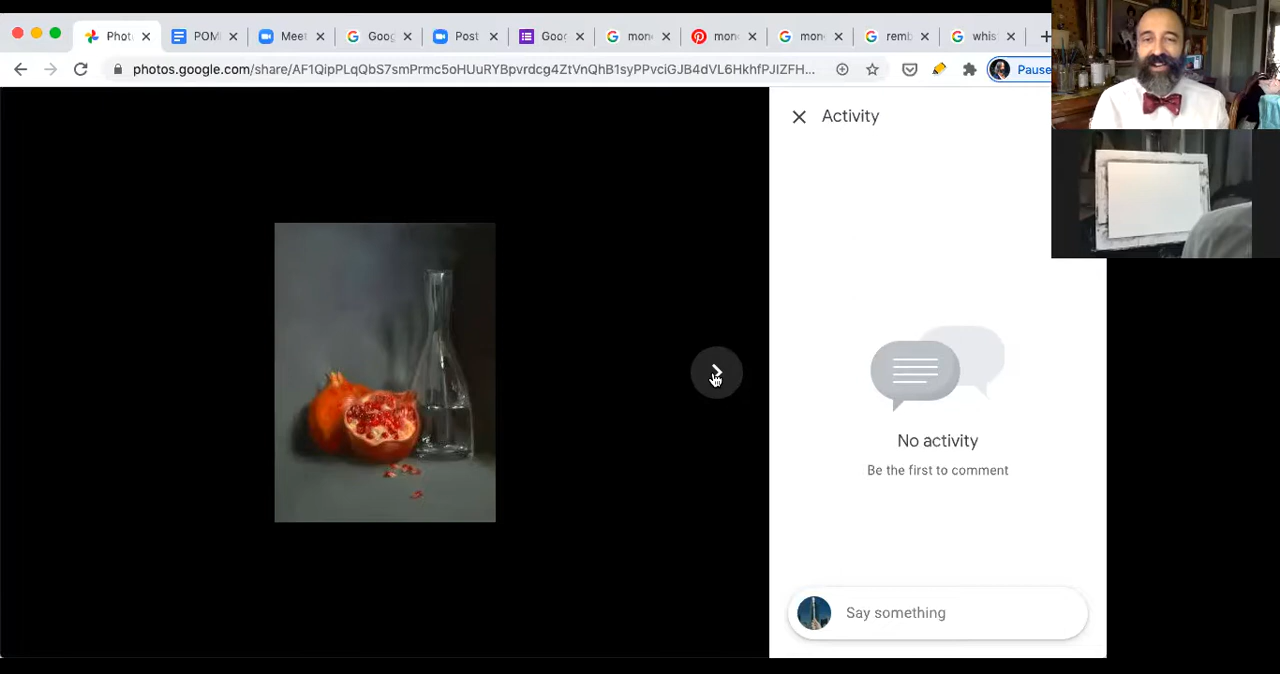 Phot
POM
Meet
Goog
Post
Goog
mon
mon
mon
remb
whis
photos.google.com/share/AF1QipPLdQbS7smPrmc5oHUuRYBpvrdcg4ZtVnQhB1syPPvciGJB4dVL6HkhfPJIZFH...
Pause
Activity
No activity
Be the first to comment
Say something